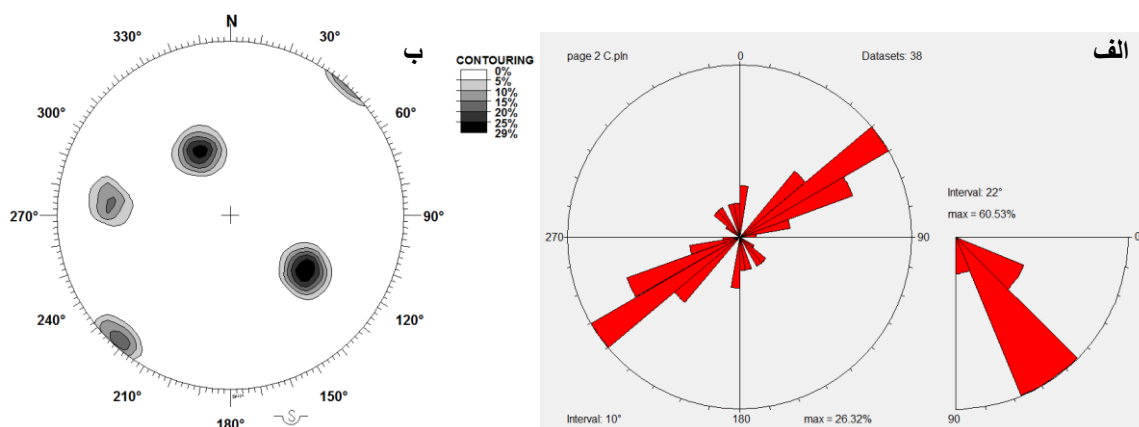 ب
N
30°
60°
90°
120°
150°
180°
210°
240°
270°
300°
330°
S
CONTOURING
0%
5%
10%
15%
20%
25%
29%
الف
page 2 C.pln
Datasets: 38
0
90
180
270
Interval: 10°
max = 26.32%
Interval: 22°
max = 60.53%
0
90